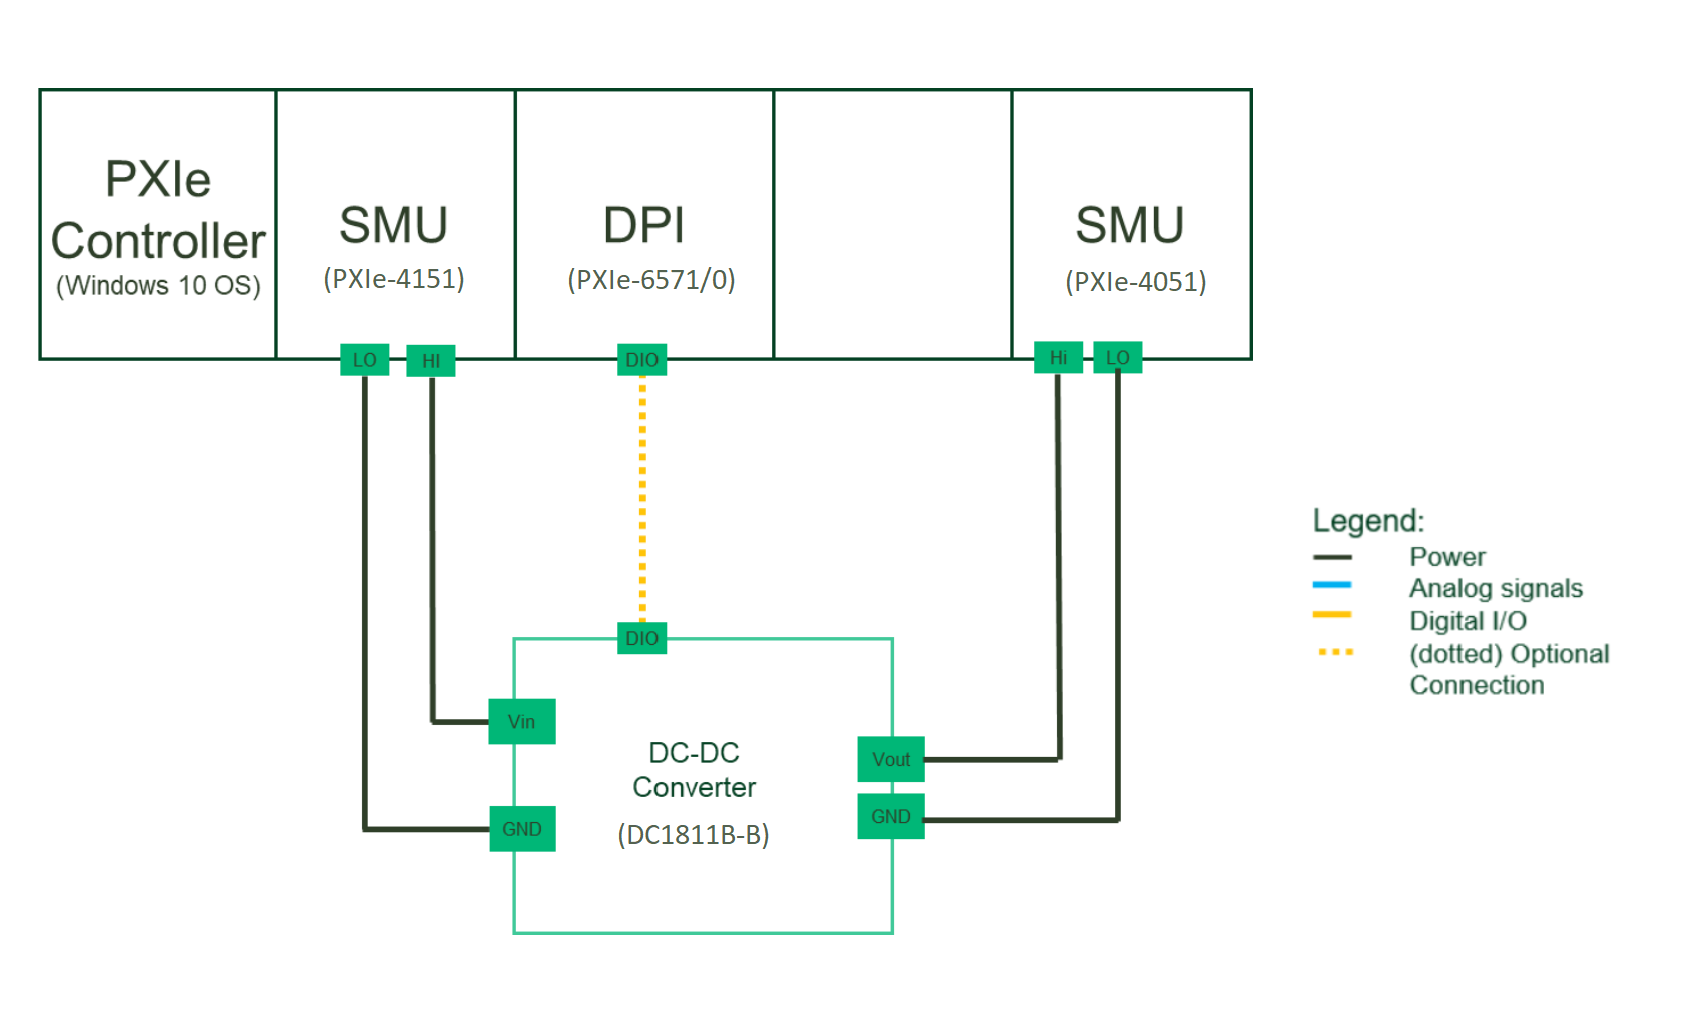 PXIe
Controller
(Windows 10 OS)
SMU
(PXIe-4151)
DPI
(PXIe-6571/0)
SMU
(PXIe-4051)
LO
HI
DIO
Hi
LO
DIO
Vin
GND
DC-DC
Converter
(DC1811B-B)
Vout
GND
Legend:
Power
Analog signals
Digital I/O
(dotted) Optional
Connection